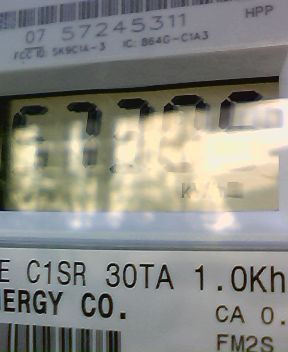 HPP
07 57245311
FCC ID: SK9C1A-3 IC: 864G-C1A3
E C1SR 30TA 1.0Kh
ERGY CO.
CA 0.
FM2S